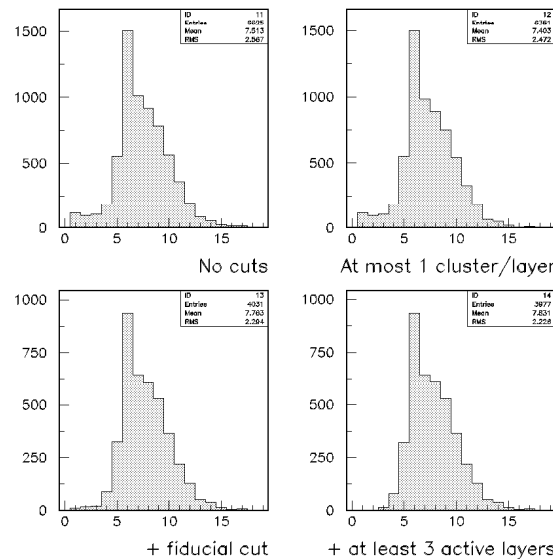 ID 11
Entries 6625
Mean 7.513
RMS 2.567
1500
1000
500
0
0 5 10 15
No cuts
ID 12
Entries 6361
Mean 7.403
RMS 2.472
1500
1000
500
0
0 5 10 15
At most 1 cluster/layer
ID 13
Entries 4031
Mean 7.763
RMS 2.294
1000
750
500
250
0
0 5 10 15
+ fiducial cut
ID 14
Entries 3977
Mean 7.831
RMS 2.226
1000
750
500
250
0
0 5 10 15
+ at least 3 active layers